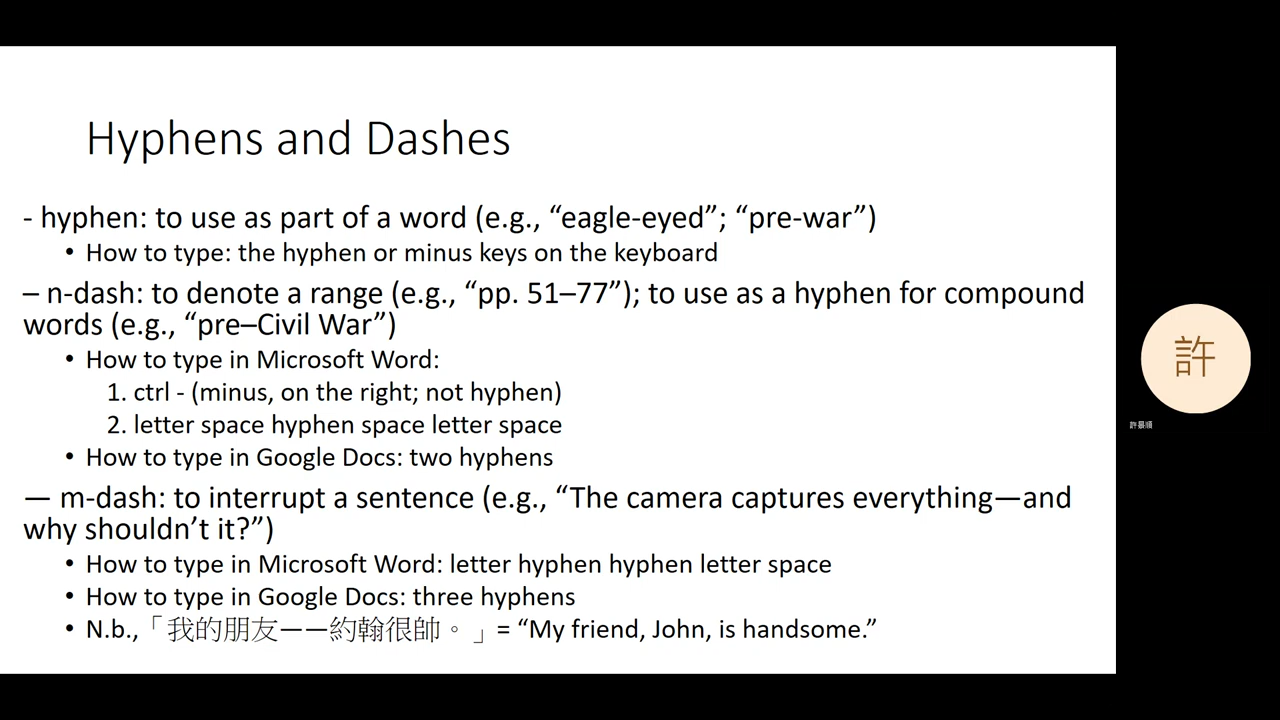 Hyphens and Dashes
- hyphen: to use as part of a word (e.g., “eagle-eyed”; “pre-war”)
• How to type: the hyphen or minus keys on the keyboard
– n-dash: to denote a range (e.g., “pp. 51–77”); to use as a hyphen for compound
words (e.g., “pre–Civil War”)
• How to type in Microsoft Word:
1. ctrl - (minus, on the right; not hyphen)
2. letter space hyphen space letter space
• How to type in Google Docs: two hyphens
— m-dash: to interrupt a sentence (e.g., “The camera captures everything—and
why shouldn’t it?”)
• How to type in Microsoft Word: letter hyphen hyphen letter space
• How to type in Google Docs: three hyphens
• N.b.,「我的朋友——約翰很帥。」= “My friend, John, is handsome.”
許
許景順